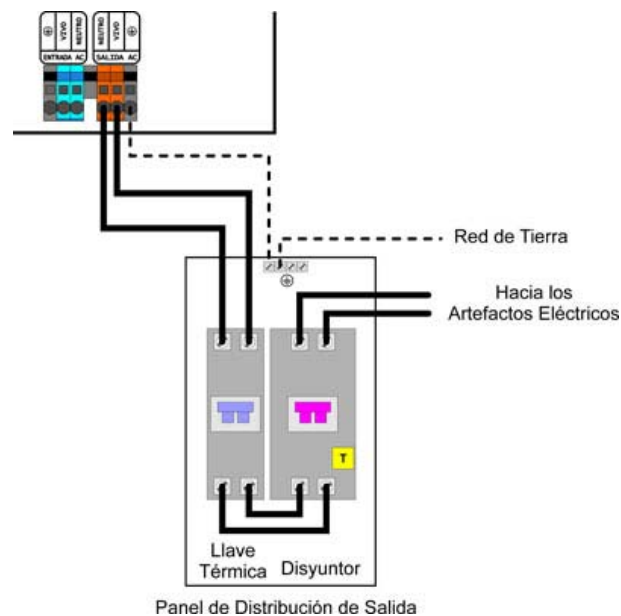 VIVO
NEUTRO
NEUTRO
VIVO
ENTRADA AC
SALIDA AC
Red de Tierra
Hacia los
Artefactos Eléctricos
T
Llave
Térmica
Disyuntor
Panel de Distribución de Salida